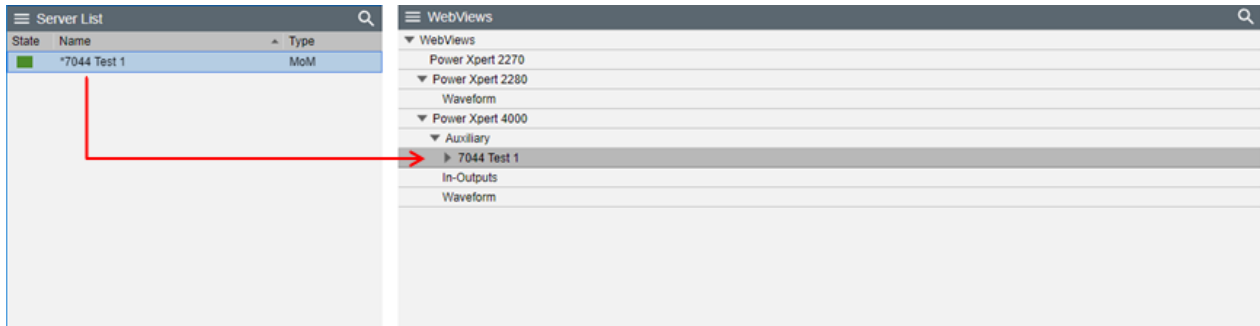 Server List
State Name Type
*7044 Test 1 MoM
WebViews
WebViews
Power Xpert 2270
Power Xpert 2280
Waveform
Power Xpert 4000
Auxiliary
7044 Test 1
In-Outputs
Waveform